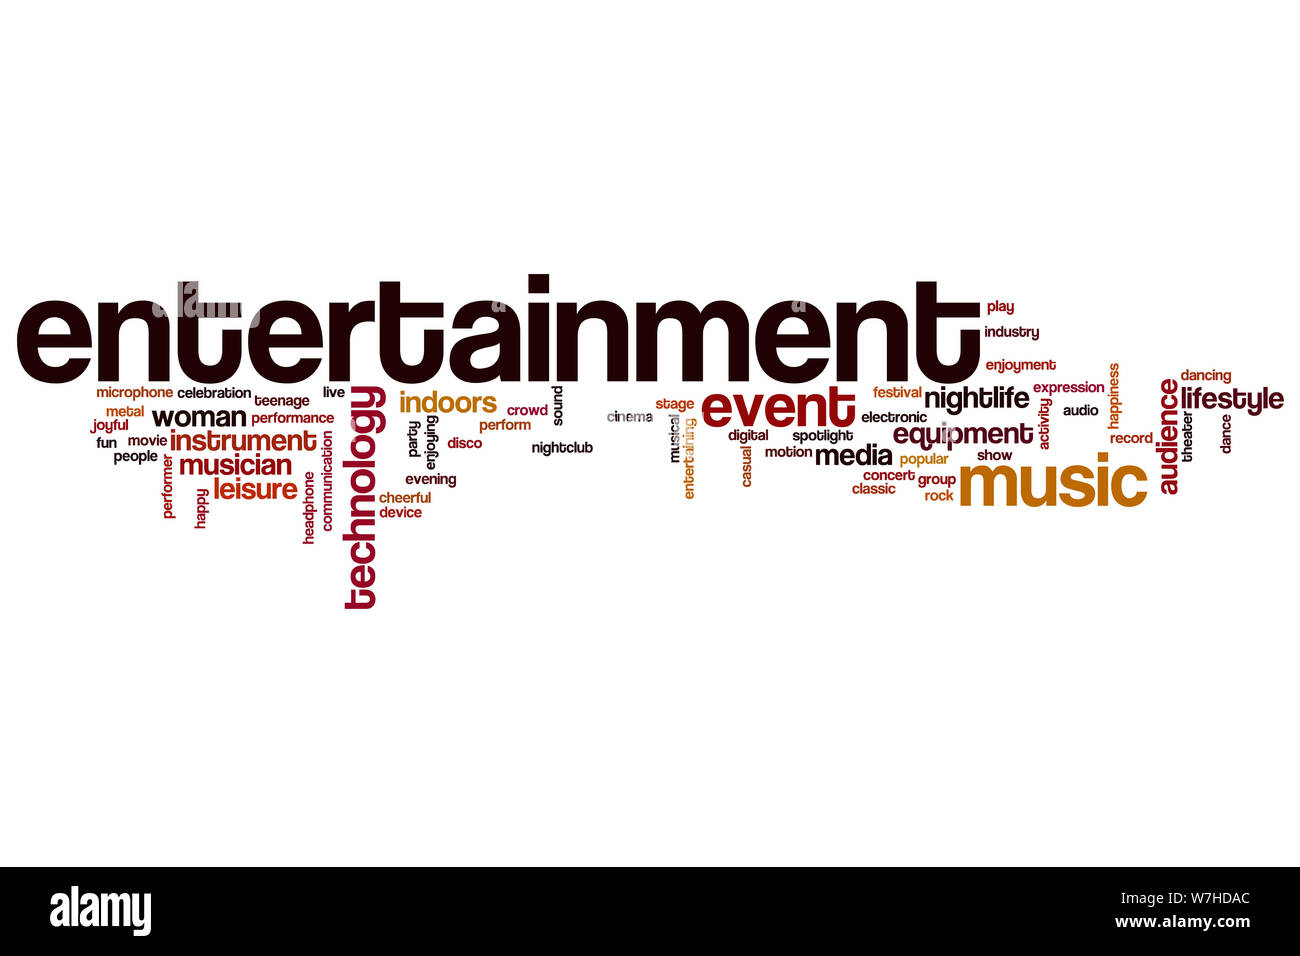 entertainment
play
industry
enjoyment
microphone celebration teenage live
metal joyful woman performance
fun movie instrument
people musician
performer happy leisure
headphone communication technology
indoors party enjoying perform crowd sound
disco nightclub
evening
cheerful
device
cinema stage event
musical entertaining digital casual spotlight motion media
festival nightlife expression happiness
electronic equipment activity audio
popular show record
concert group
classic rock music
audience dancing lifestyle
theater dance
alamy
alamy
Image ID: W7HDAC
www.alamy.com